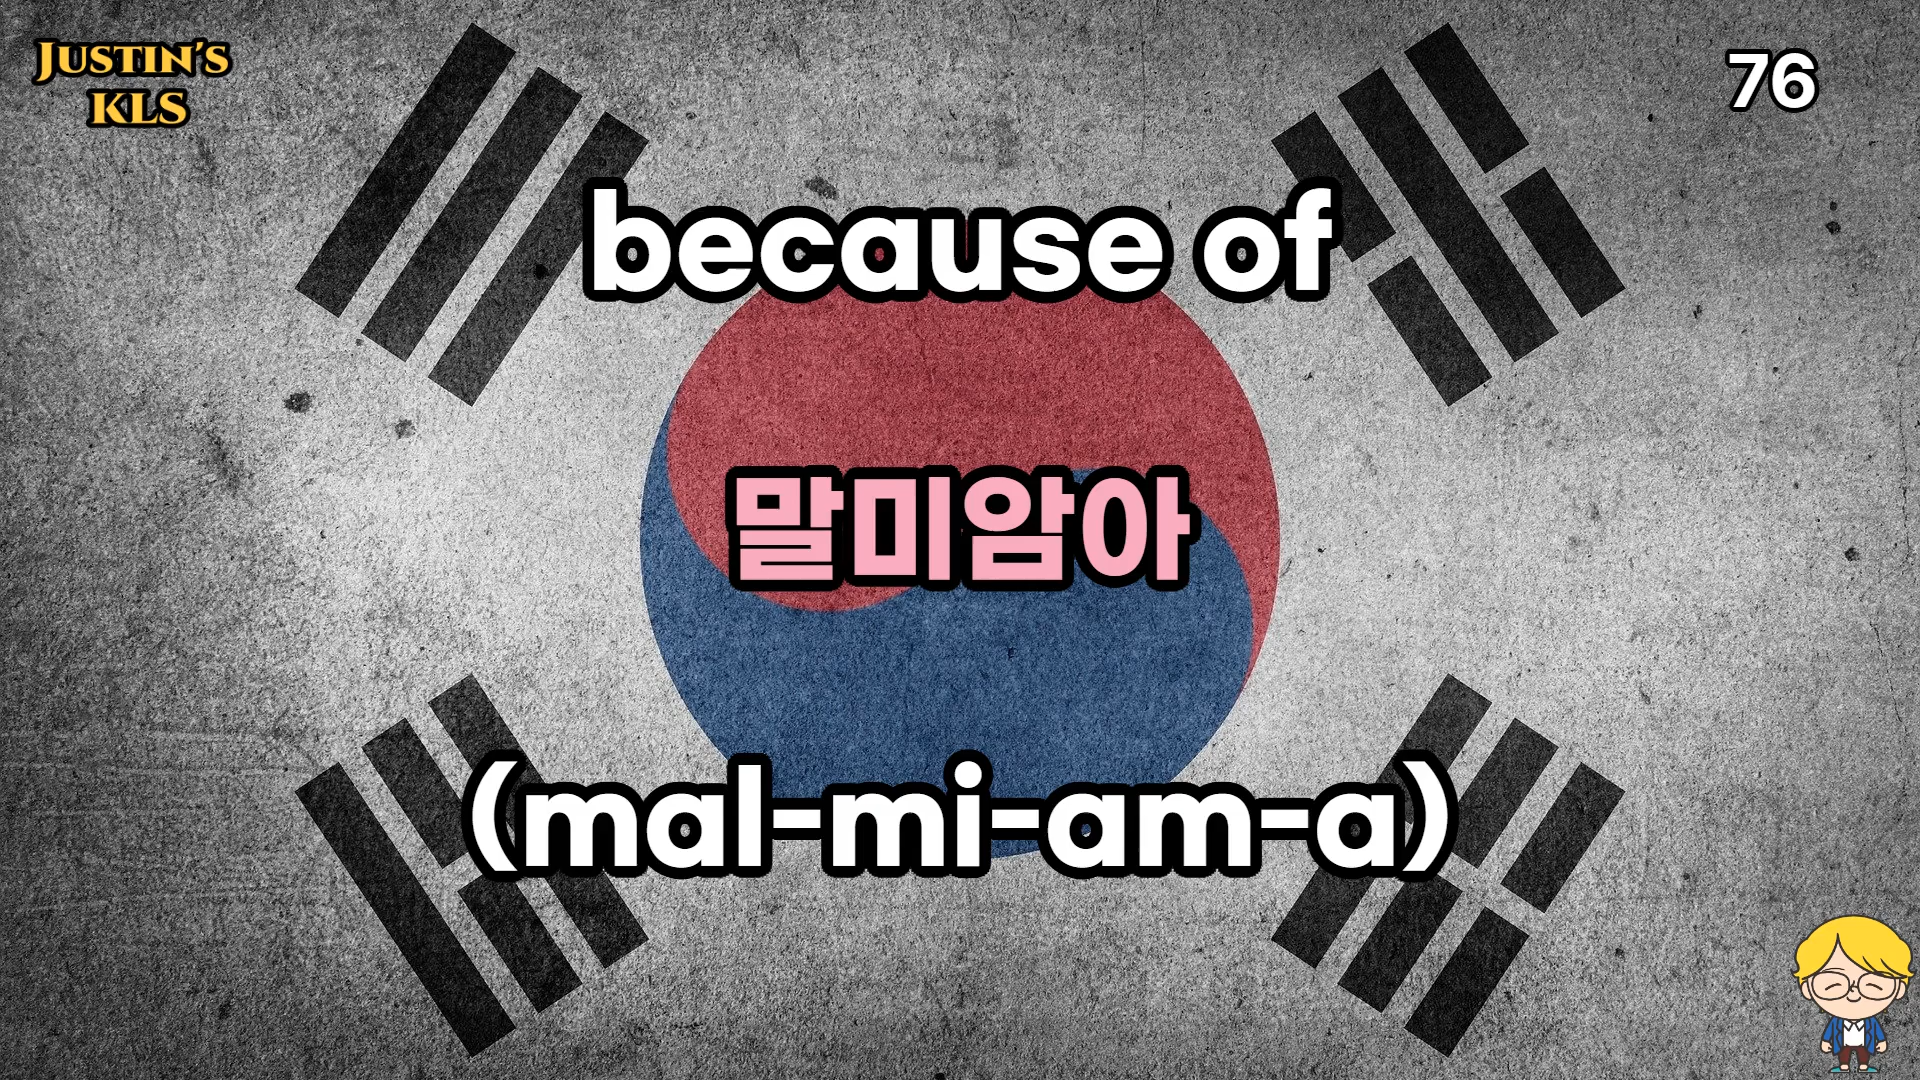 JUSTIN'S
KLS
76
because of
말미암아
(mal-mi-am-a)